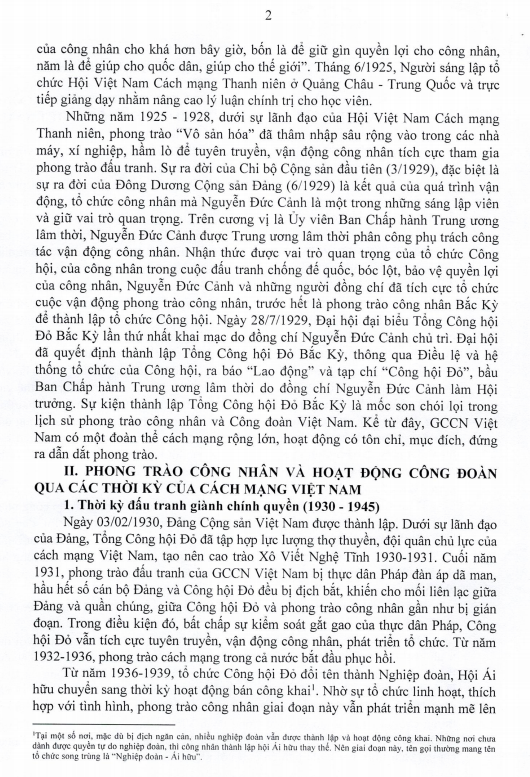 2
của công nhân cho khá hơn bây giờ, bốn là để giữ gìn quyền lợi cho công nhân,
năm là để giúp cho quốc dân, giúp cho thế giới”. Tháng 6/1925, Người sáng lập tổ
chức Hội Việt Nam Cách mạng Thanh niên ở Quảng Châu - Trung Quốc và trực
tiếp giảng dạy nhằm nâng cao lý luận chính trị cho học viên.
Những năm 1925 - 1928, dưới sự lãnh đạo của Hội Việt Nam Cách mạng
Thanh niên, phong trào “Vô sản hóa” đã thâm nhập sâu rộng vào trong các nhà
máy, xí nghiệp, hầm lò để tuyên truyền, vận động công nhân tích cực tham gia
phong trào đấu tranh. Sự ra đời của Chi bộ Cộng sản đầu tiên (3/1929), đặc biệt là
sự ra đời của Đông Dương Cộng sản Đảng (6/1929) là kết quả của quá trình vận
động, tổ chức công nhân mà Nguyễn Đức Cảnh là một trong những sáng lập viên
và giữ vai trò quan trọng. Trên cương vị là Ủy viên Ban Chấp hành Trung ương
lâm thời, Nguyễn Đức Cảnh được Trung ương lâm thời phân công phụ trách công
tác vận động công nhân. Nhận thức được vai trò quan trọng của tổ chức Công
hội, của công nhân trong cuộc đấu tranh chống đế quốc, bóc lột, bảo vệ quyền lợi
của công nhân, Nguyễn Đức Cảnh và những người đồng chí đã tích cực tổ chức
cuộc vận động phong trào công nhân, trước hết là phong trào công nhân Bắc Kỳ
để thành lập tổ chức Công hội. Ngày 28/7/1929, Đại hội đại biểu Tổng Công hội
Đỏ Bắc Kỳ lần thứ nhất khai mạc do đồng chí Nguyễn Đức Cảnh chủ trì. Đại hội
đã quyết định thành lập Tổng Công hội Đỏ Bắc Kỳ, thông qua Điều lệ và hệ
thống tổ chức của Công hội, ra báo “Lao động” và tạp chí “Công hội Đỏ”, bầu
Ban Chấp hành Trung ương lâm thời do đồng chí Nguyễn Đức Cảnh làm Hội
trưởng. Sự kiện thành lập Tổng Công hội Đỏ Bắc Kỳ là mốc son chói lọi trong
lịch sử phong trào công nhân và Công đoàn Việt Nam. Kể từ đây, GCCN Việt
Nam có một đoàn thể cách mạng rộng lớn, hoạt động có tôn chỉ, mục đích, đứng
ra dẫn dắt phong trào.
II. PHONG TRÀO CÔNG NHÂN VÀ HOẠT ĐỘNG CÔNG ĐOÀN
QUA CÁC THỜI KỲ CỦA CÁCH MẠNG VIỆT NAM
1. Thời kỳ đấu tranh giành chính quyền (1930 - 1945)
Ngày 03/02/1930, Đảng Cộng sản Việt Nam được thành lập. Dưới sự lãnh đạo
của Đảng, Tổng Công hội Đỏ đã tập hợp lực lượng thợ thuyền, đội quân chủ lực của
cách mạng Việt Nam, tạo nên cao trào Xô Viết Nghệ Tĩnh 1930-1931. Cuối năm
1931, phong trào đấu tranh của GCCN Việt Nam bị thực dân Pháp đàn áp dã man,
hầu hết số cán bộ Đảng và Công hội Đỏ đều bị địch bắt, khiến cho mối liên lạc giữa
Đảng và quần chúng, giữa Công hội Đỏ và phong trào công nhân gần như bị gián
đoạn. Trong điều kiện đó, bất chấp sự kiểm soát gắt gao của thực dân Pháp, Công
hội Đỏ vẫn tích cực tuyên truyền, vận động công nhân, phát triển tổ chức. Từ năm
1932-1936, phong trào cách mạng trong cả nước bắt đầu phục hồi.
Từ năm 1936-1939, tổ chức Công hội Đỏ đổi tên thành Nghiệp đoàn, Hội Ái
hữu chuyển sang thời kỳ hoạt động bán công khai¹. Nhờ sự tổ chức linh hoạt, thích
hợp với tình hình, phong trào công nhân giai đoạn này vẫn phát triển mạnh mẽ lên
¹Tại một số nơi, mặc dù bị địch ngăn cản, nhiều nghiệp đoàn vẫn được thành lập và hoạt động công khai. Những nơi chưa
dành được quyền tự do nghiệp đoàn, thì công nhân thành lập hội Ái hữu thay thế. Nên giai đoạn này, tên gọi thường mang tên
tổ chức song trùng là “Nghiệp đoàn - Ái hữu”.